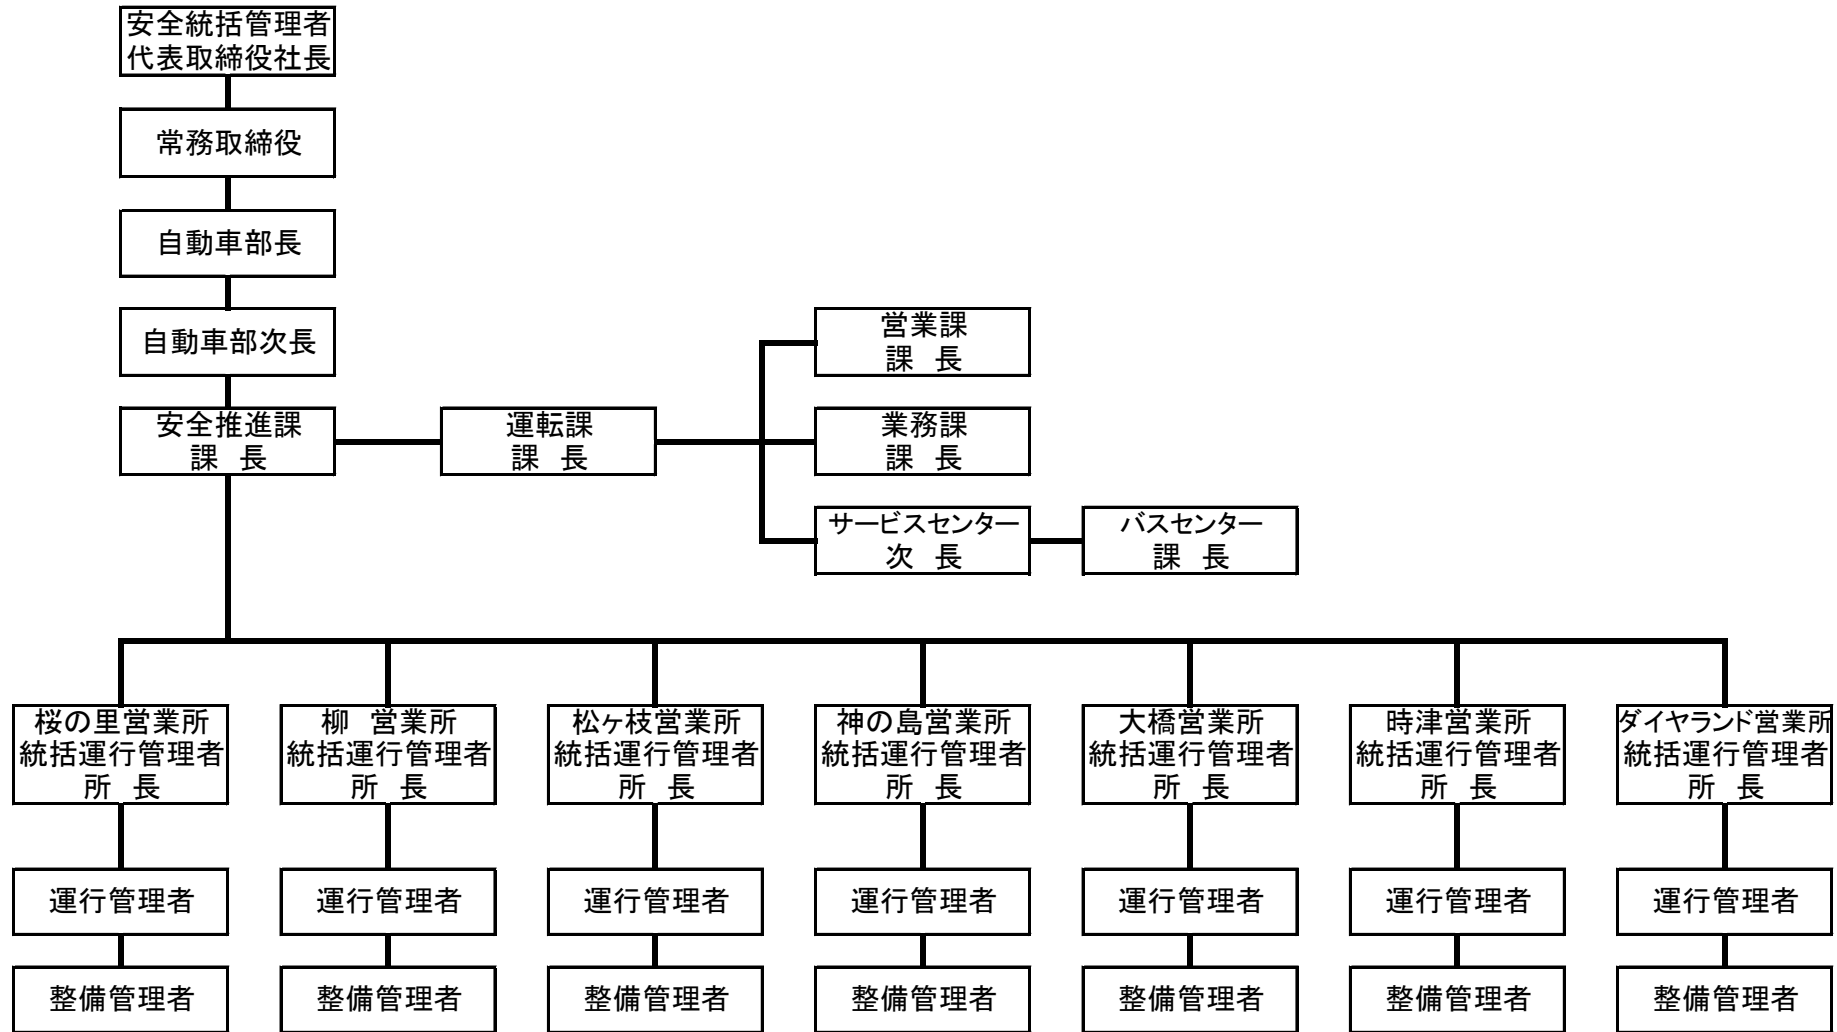 安全統括管理者
代表取締役社長
常務取締役
自動車部長
自動車部次長
安全推進課
課 長
運転課
課 長
営業課
課 長
業務課
課 長
サービスセンター
次 長
バスセンター
課 長
桜の里営業所
統括運行管理者
所 長
柳 営業所
統括運行管理者
所 長
松ヶ枝営業所
統括運行管理者
所 長
神の島営業所
統括運行管理者
所 長
大橋営業所
統括運行管理者
所 長
時津営業所
統括運行管理者
所 長
ダイヤランド営業所
統括運行管理者
所 長
運行管理者
運行管理者
運行管理者
運行管理者
運行管理者
運行管理者
運行管理者
整備管理者
整備管理者
整備管理者
整備管理者
整備管理者
整備管理者
整備管理者